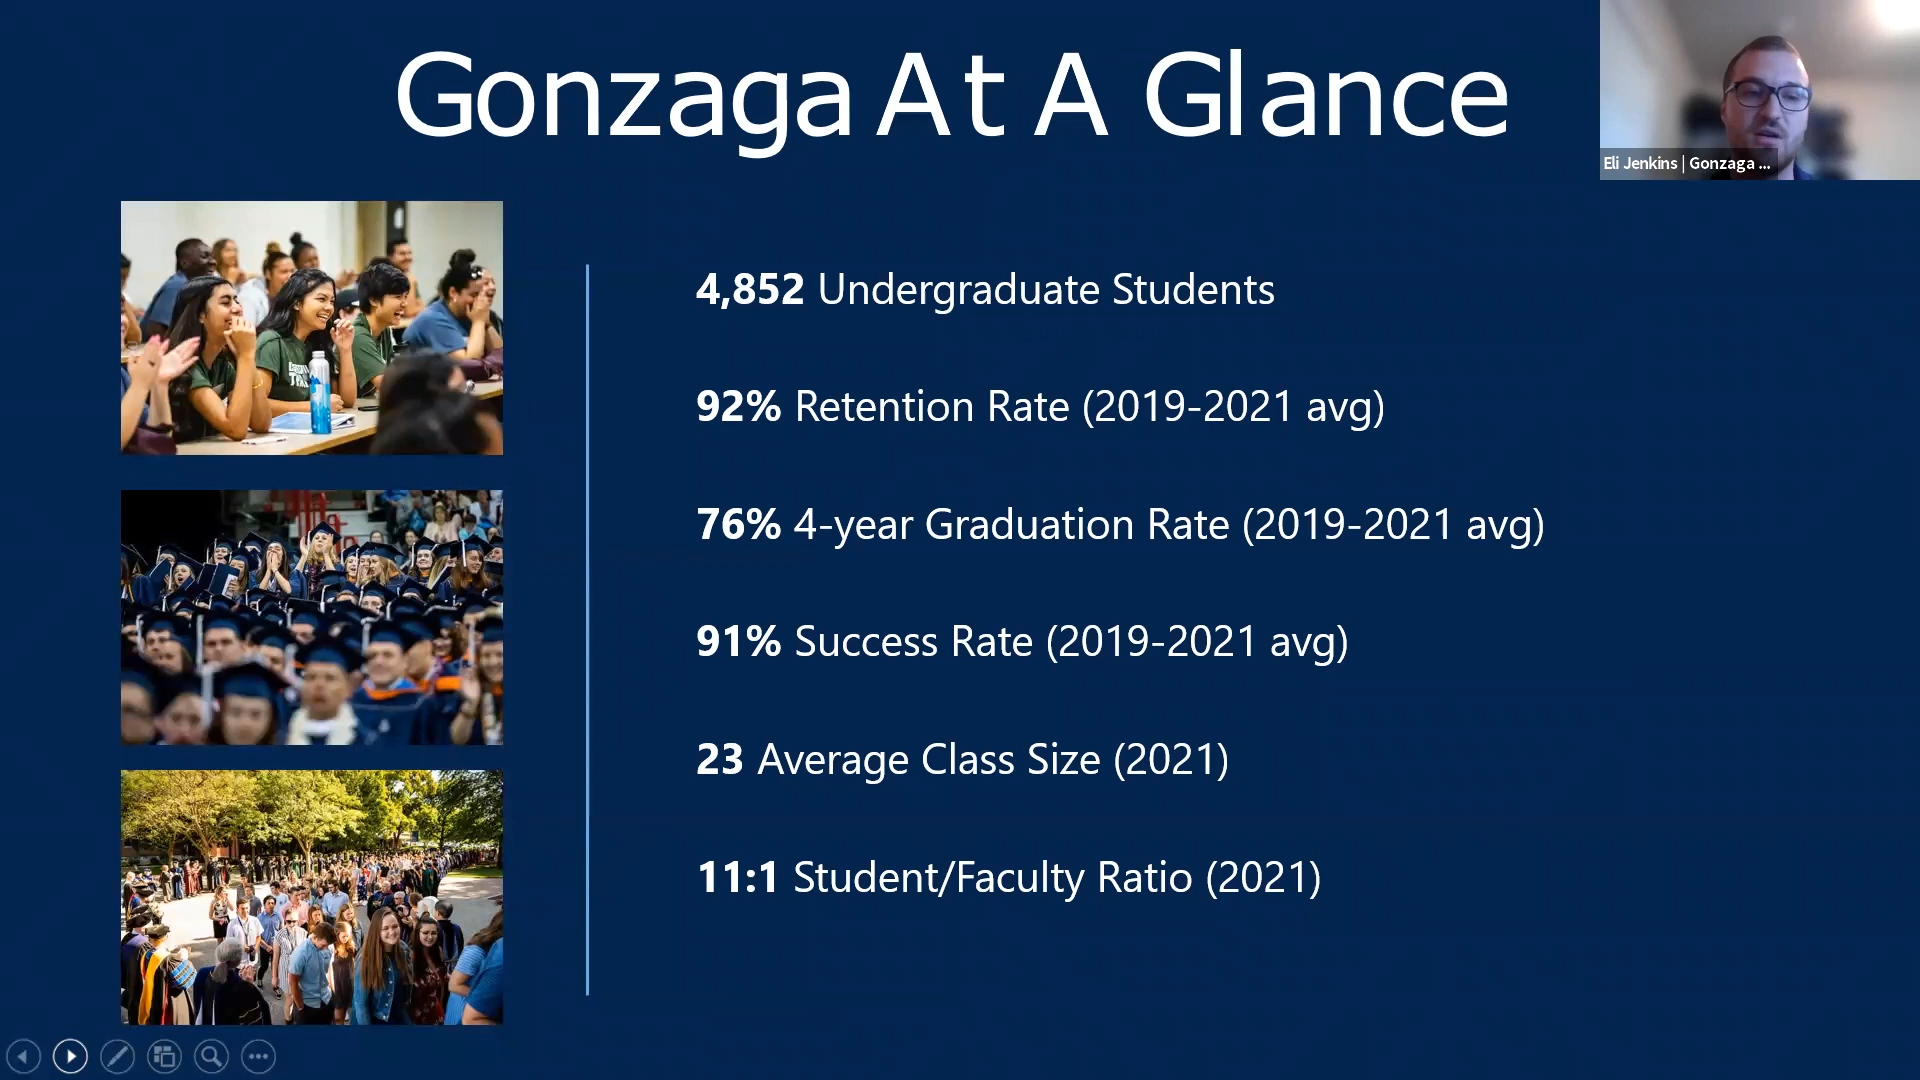 Gonzaga At A Glance
Eli Jenkins | Gonzaga ...
4,852 Undergraduate Students
92% Retention Rate (2019-2021 avg)
76% 4-year Graduation Rate (2019-2021 avg)
91% Success Rate (2019-2021 avg)
23 Average Class Size (2021)
11:1 Student/Faculty Ratio (2021)